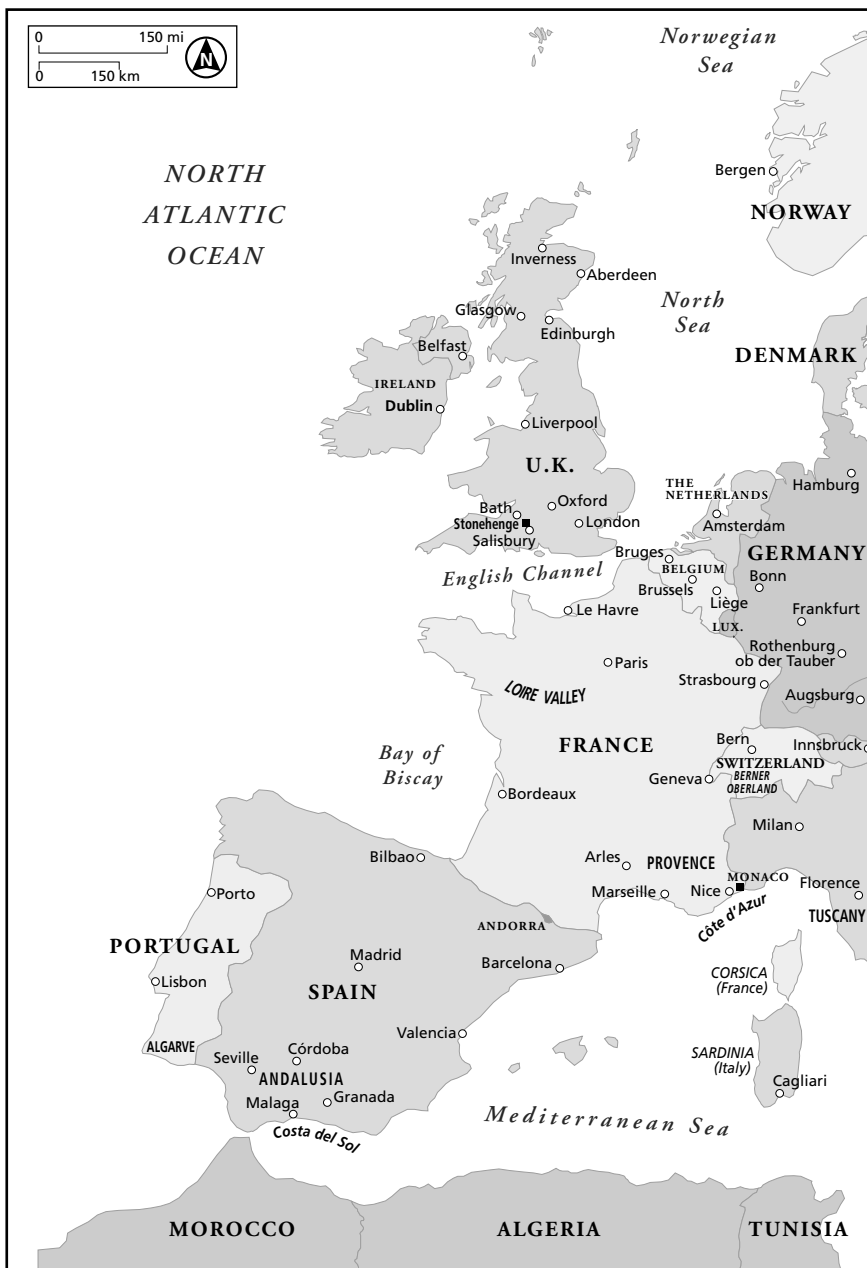 0 150 mi
0 150 km
N
Norwegian
Sea
NORTH
ATLANTIC
OCEAN
Bergen
NORWAY
Inverness
Aberdeen
North
Sea
Glasgow
Edinburgh
Belfast
DENMARK
IRELAND
Dublin
Liverpool
U.K.
THE
NETHERLANDS
Hamburg
Bath
Oxford
Stonehenge
London
Salisbury
Amsterdam
GERMANY
Bruges
BELGIUM
English Channel
Brussels
Bonn
Liège
Le Havre
LUX.
Frankfurt
Rothenburg
ob der Tauber
Paris
LOIRE VALLEY
Strasbourg
Augsburg
Bay of
Biscay
FRANCE
Bern
Innsbruck
SWITZERLAND
BERNER
OBERLAND
Geneva
Bordeaux
Milan
Bilbao
Arles
PROVENCE
MONACO
Marseille
Nice
Florence
Côte d'Azur
TUSCANY
Porto
ANDORRA
PORTUGAL
Madrid
Barcelona
CORSICA
(France)
Lisbon
SPAIN
Valencia
ALGARVE
Seville
Córdoba
ANDALUSIA
SARDINIA
(Italy)
Cagliari
Malaga
Granada
Costa del Sol
Mediterranean Sea
MOROCCO
ALGERIA
TUNISIA